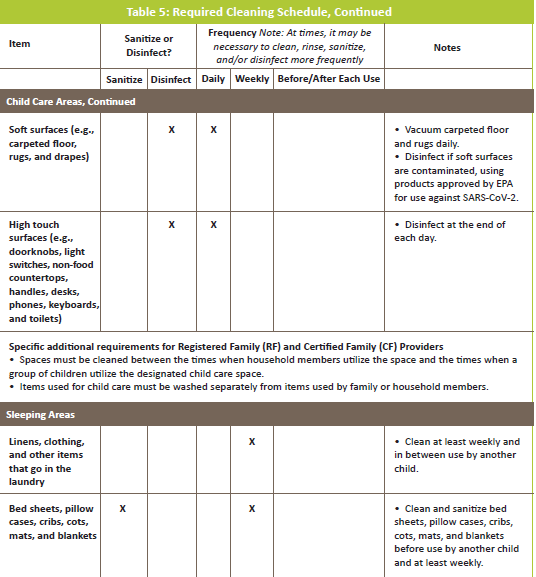 Table 5: Required Cleaning Schedule, Continued
Item
Sanitize or
Disinfect?
Frequency Note: At times, it may be
necessary to clean, rinse, sanitize,
and/or disinfect more frequently
Notes
Sanitize Disinfect Daily Weekly Before/After Each Use
Child Care Areas, Continued
Soft surfaces (e.g.,
carpeted floor,
rugs, and drapes)
X X
• Vacuum carpeted floor
and rugs daily.
• Disinfect if soft surfaces
are contaminated, using
products approved by EPA
for use against SARS-CoV-2.
High touch
surfaces (e.g.,
doorknobs, light
switches, non-food
countertops,
handles, desks,
phones, keyboards,
and toilets)
X X
• Disinfect at the end of
each day.
Specific additional requirements for Registered Family (RF) and Certified Family (CF) Providers
• Spaces must be cleaned between the times when household members utilize the space and the times when a
group of children utilize the designated child care space.
• Items used for child care must be washed separately from items used by family or household members.
Sleeping Areas
Linens, clothing,
and other items
that go in the
laundry
X
• Clean at least weekly and
in between use by another
child.
Bed sheets, pillow
cases, cribs, cots,
mats, and blankets
X X
• Clean and sanitize bed
sheets, pillow cases, cribs,
cots, mats, and blankets
before use by another child
and at least weekly.